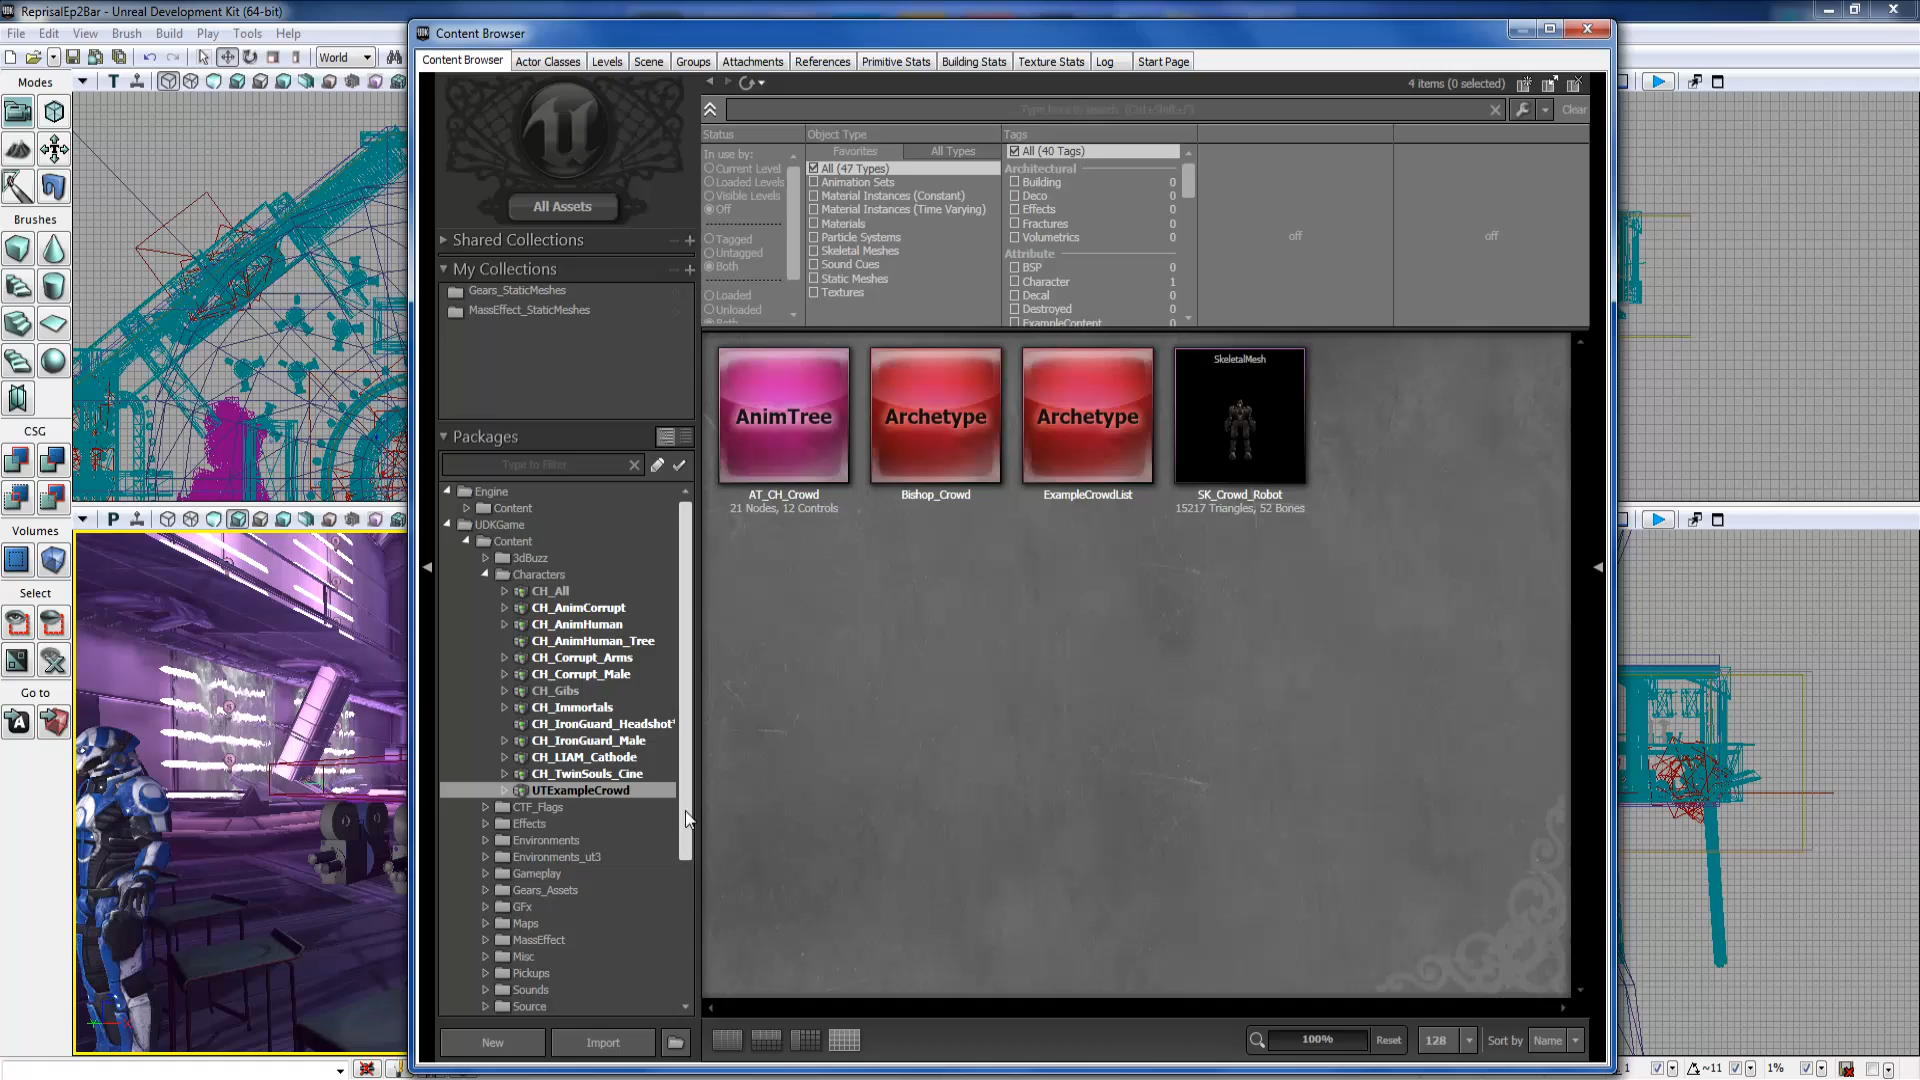 ReprisalEp2Bar - Unreal Development Kit (64-bit)
File Edit View Brush Build Play Tools Help
World
Modes
Brushes
CSG
Volumes
Select
Go to
Content Browser
Content Browser Actor Classes Levels Scene Groups Attachments References Primitive Stats Building Stats Texture Stats Log Start Page
4 items (0 selected)
Type here to search (Ctrl+Shift+F)
Clear
All Assets
Shared Collections
My Collections
Gears_StaticMeshes
MassEffect_StaticMeshes
Packages
Type to Filter
Engine
Content
UDKGame
Content
3dBuzz
Characters
CH_All
CH_AnimCorrupt
CH_AnimHuman
CH_AnimHuman_Tree
CH_Corrupt_Arms
CH_Corrupt_Male
CH_Gibs
CH_Immortals
CH_IronGuard_Headshot
CH_IronGuard_Male
CH_LIAM_Cathode
CH_TwinSouls_Cine
UTExampleCrowd
CTF_Flags
Effects
Environments
Environments_ut3
Gameplay
Gears_Assets
GFx
Maps
MassEffect
Misc
Pickups
Sounds
Source
New Import
Status
In use by:
Current Level
Loaded Levels
Visible Levels
Off
Tagged
Untagged
Both
Loaded
Unloaded
Both
Object Type
Favorites All Types
All (47 Types)
Animation Sets
Material Instances (Constant)
Material Instances (Time Varying)
Materials
Particle Systems
Skeletal Meshes
Sound Cues
Static Meshes
Textures
Tags
All (40 Tags)
Architectural
Building 0
Deco 0
Effects 0
Fractures 0
Volumetrics 0
Attribute
BSP 0
Character 1
Decal 0
Destroyed 0
ExampleContent
off
off
AnimTree
AT_CH_Crowd
21 Nodes, 12 Controls
Archetype
Bishop_Crowd
Archetype
ExampleCrowdList
SkeletalMesh
SK_Crowd_Robot
15217 Triangles, 52 Bones
100% Reset 128 Sort by Name
~11 1%